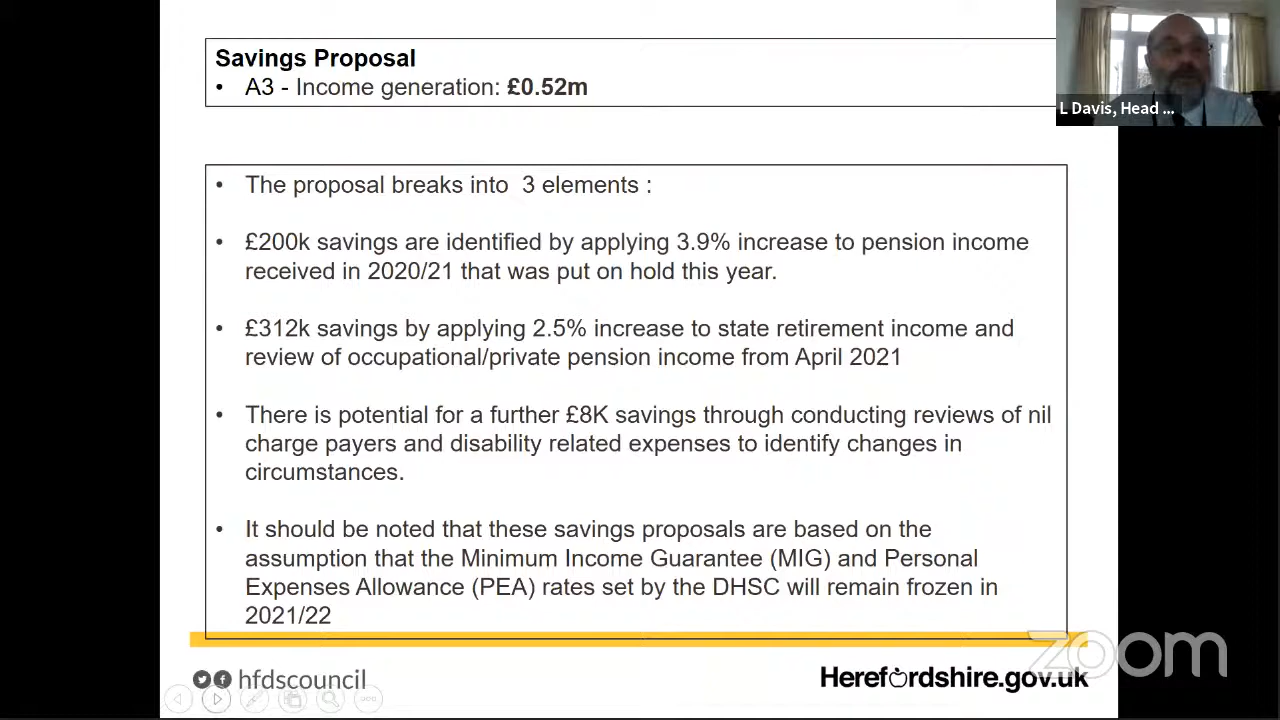 Savings Proposal
• A3 - Income generation: £0.52m
L Davis, Head ...
• The proposal breaks into 3 elements :
• £200k savings are identified by applying 3.9% increase to pension income
received in 2020/21 that was put on hold this year.
• £312k savings by applying 2.5% increase to state retirement income and
review of occupational/private pension income from April 2021
• There is potential for a further £8K savings through conducting reviews of nil
charge payers and disability related expenses to identify changes in
circumstances.
• It should be noted that these savings proposals are based on the
assumption that the Minimum Income Guarantee (MIG) and Personal
Expenses Allowance (PEA) rates set by the DHSC will remain frozen in
2021/22
hfdscouncil
Herefordshire.gov.uk
zoom